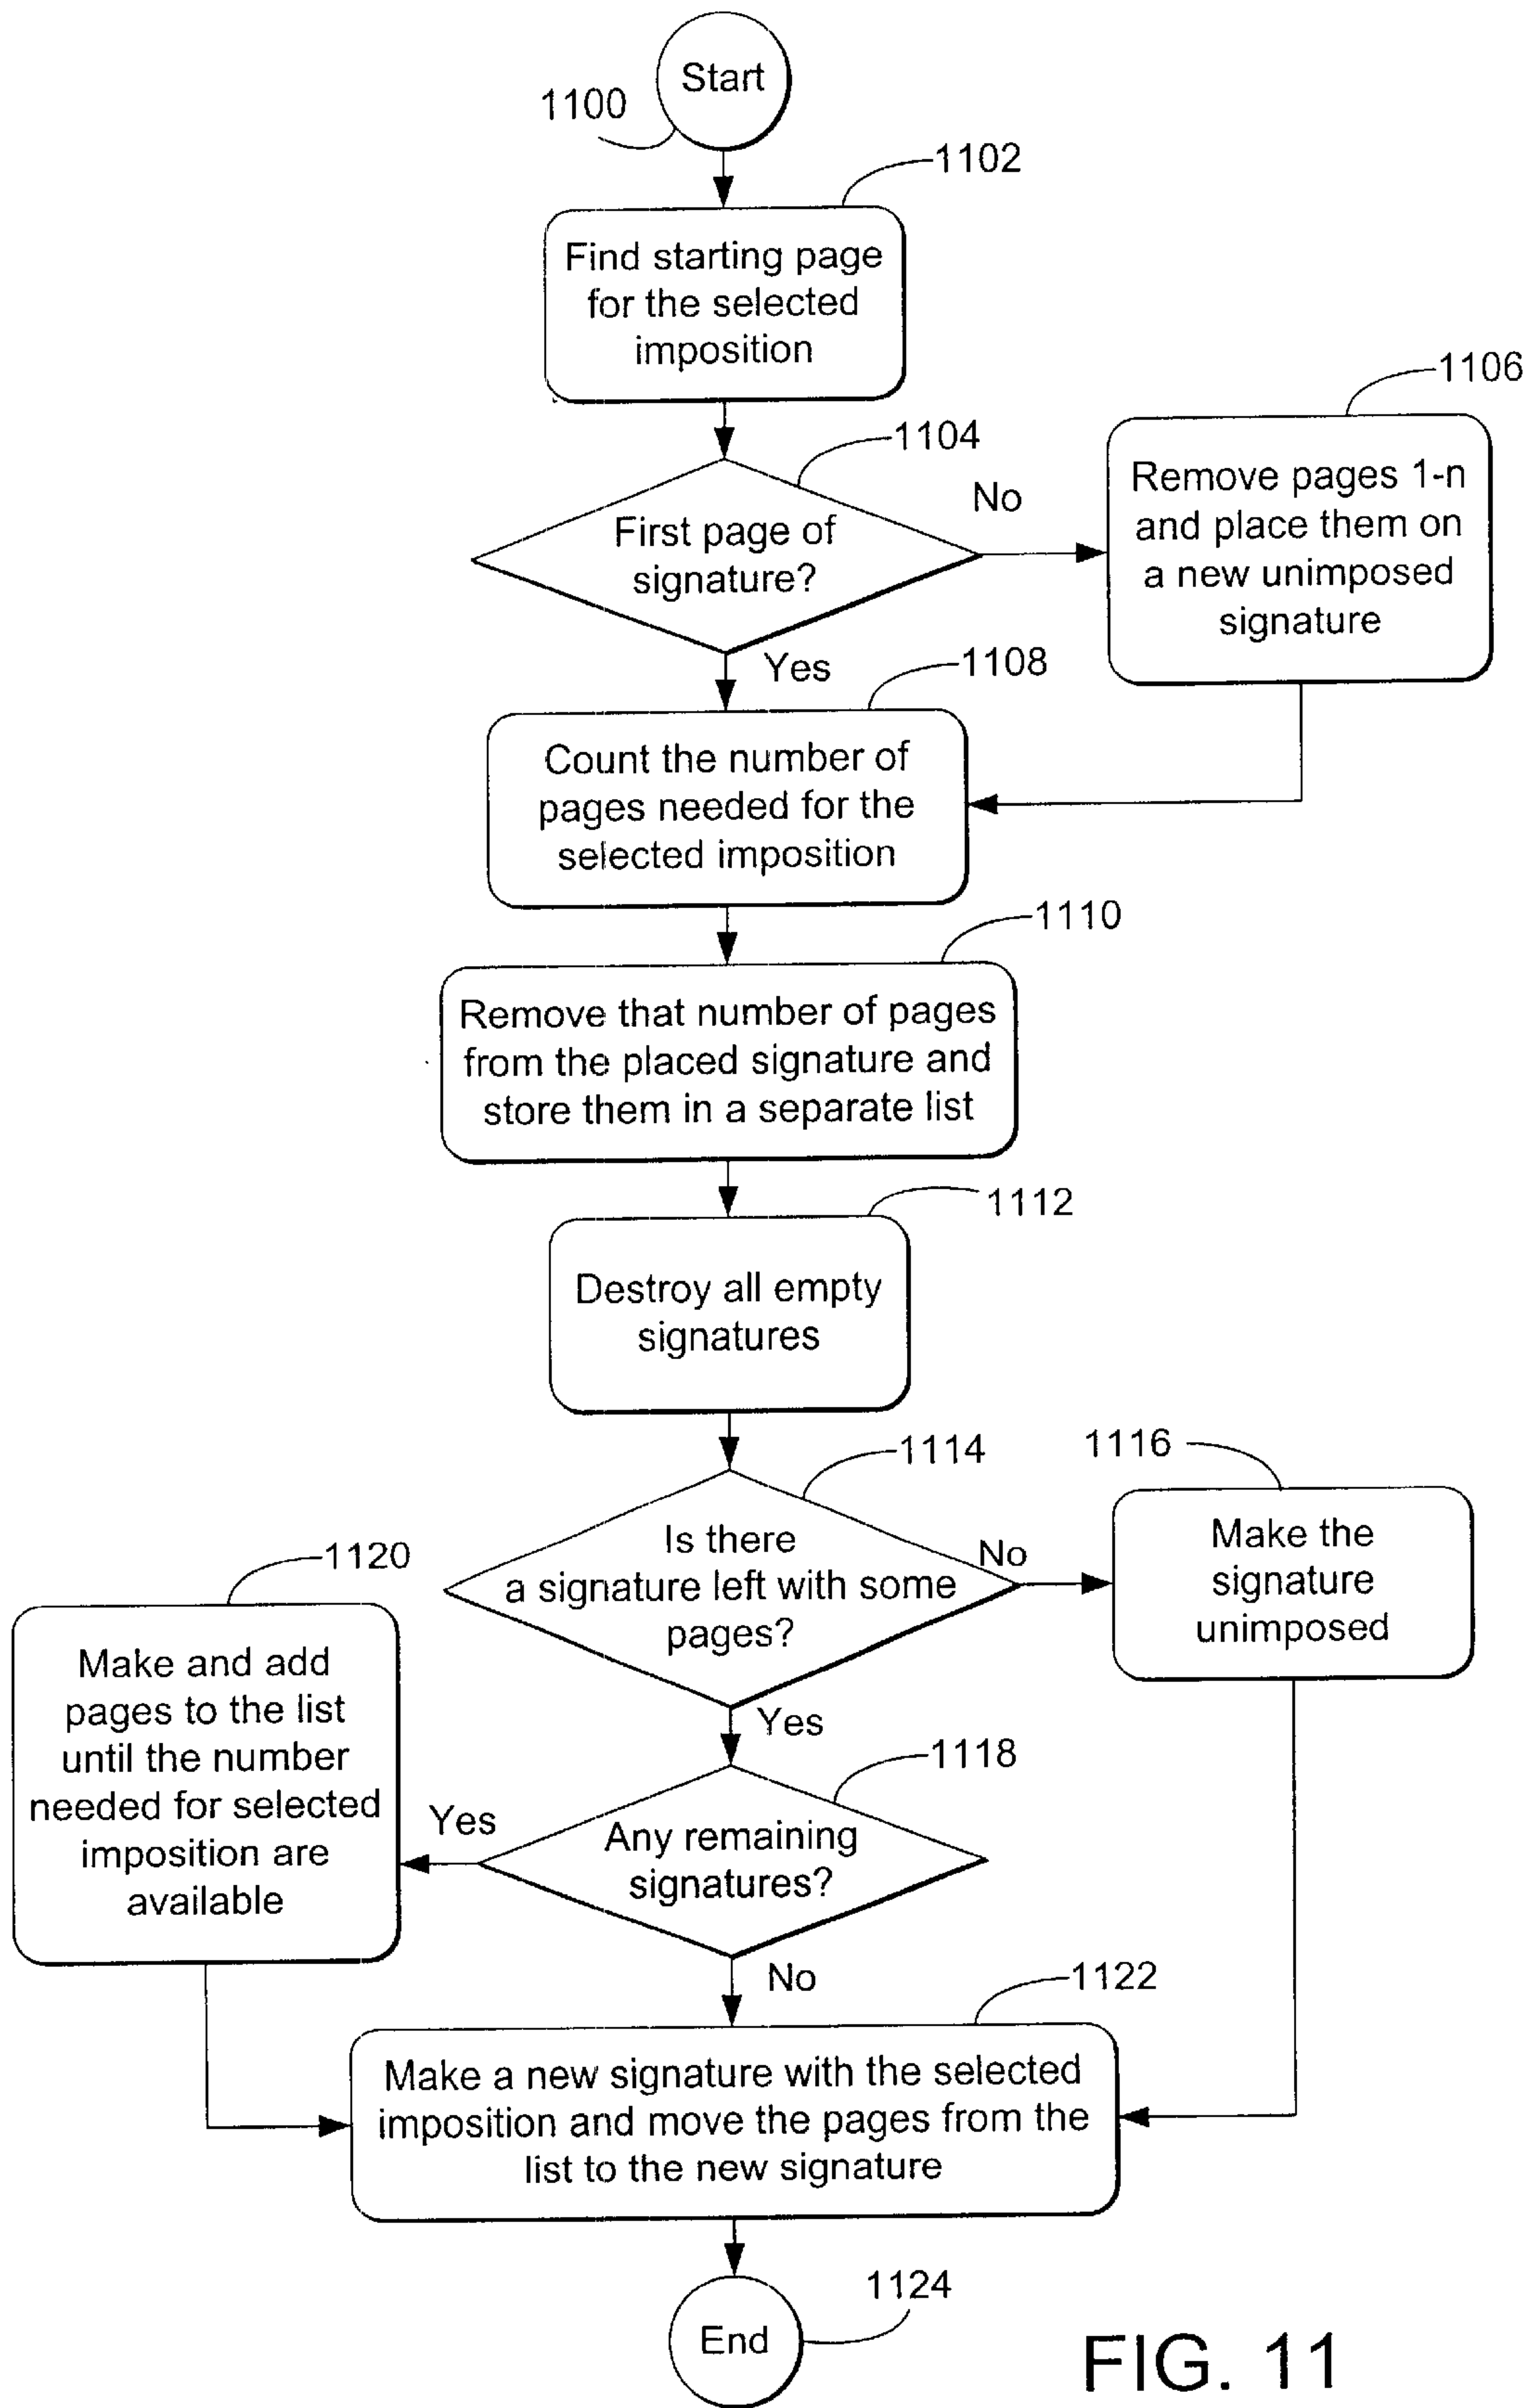 Start
1100
1102
Find starting page
for the selected
imposition
1106
1104
No
Remove pages 1-n
and place them on
a new unimposed
signature
First page of
signature?
Yes
1108
Count the number of
pages needed for the
selected imposition
1110
Remove that number of pages
from the placed signature and
store them in a separate list
1112
Destroy all empty
signatures
1114
1116
Is there
a signature left with some
pages?
No
Make the
signature
unimposed
1120
Make and add
pages to the list
until the number
needed for selected
imposition are
available
Yes
1118
Yes
Any remaining
signatures?
No
1122
Make a new signature with the selected
imposition and move the pages from the
list to the new signature
1124
End
FIG. 11